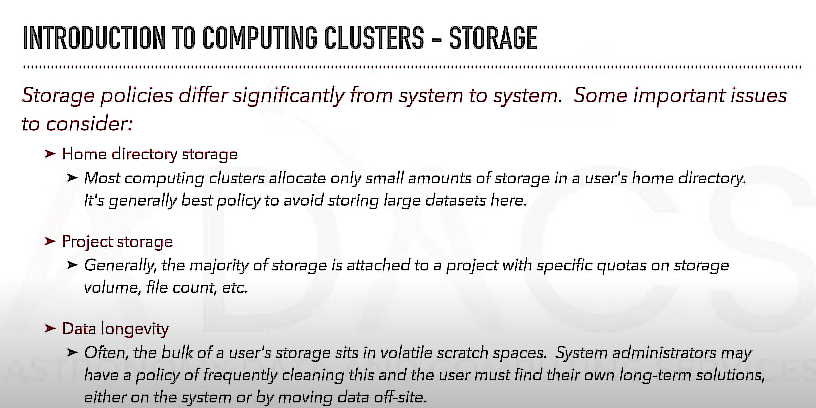 INTRODUCTION TO COMPUTING CLUSTERS – STORAGE
Storage policies differ significantly from system to system. Some important issues
to consider:
➤ Home directory storage
➤ Most computing clusters allocate only small amounts of storage in a user's home directory.
It's generally best policy to avoid storing large datasets here.
➤ Project storage
➤ Generally, the majority of storage is attached to a project with specific quotas on storage
volume, file count, etc.
➤ Data longevity
➤ Often, the bulk of a user's storage sits in volatile scratch spaces. System administrators may
have a policy of frequently cleaning this and the user must find their own long-term solutions,
either on the system or by moving data off-site.
ADACS